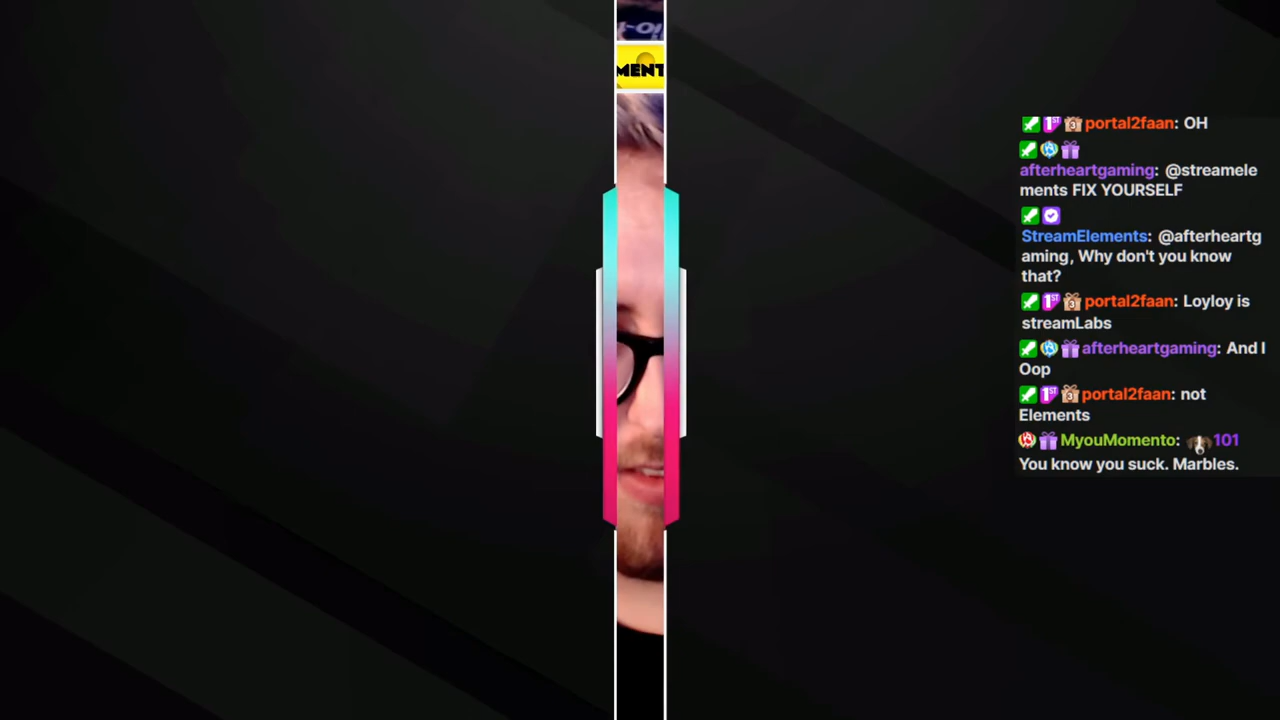 MENT
portal2faan: OH
afterheartgaming: @streamele
ments FIX YOURSELF
StreamElements: @afterheartg
aming, Why don't you know
that?
portal2faan: Loyloy is
streamLabs
afterheartgaming: And I
Oop
portal2faan: not
Elements
MyouMomento: 101
You know you suck. Marbles.